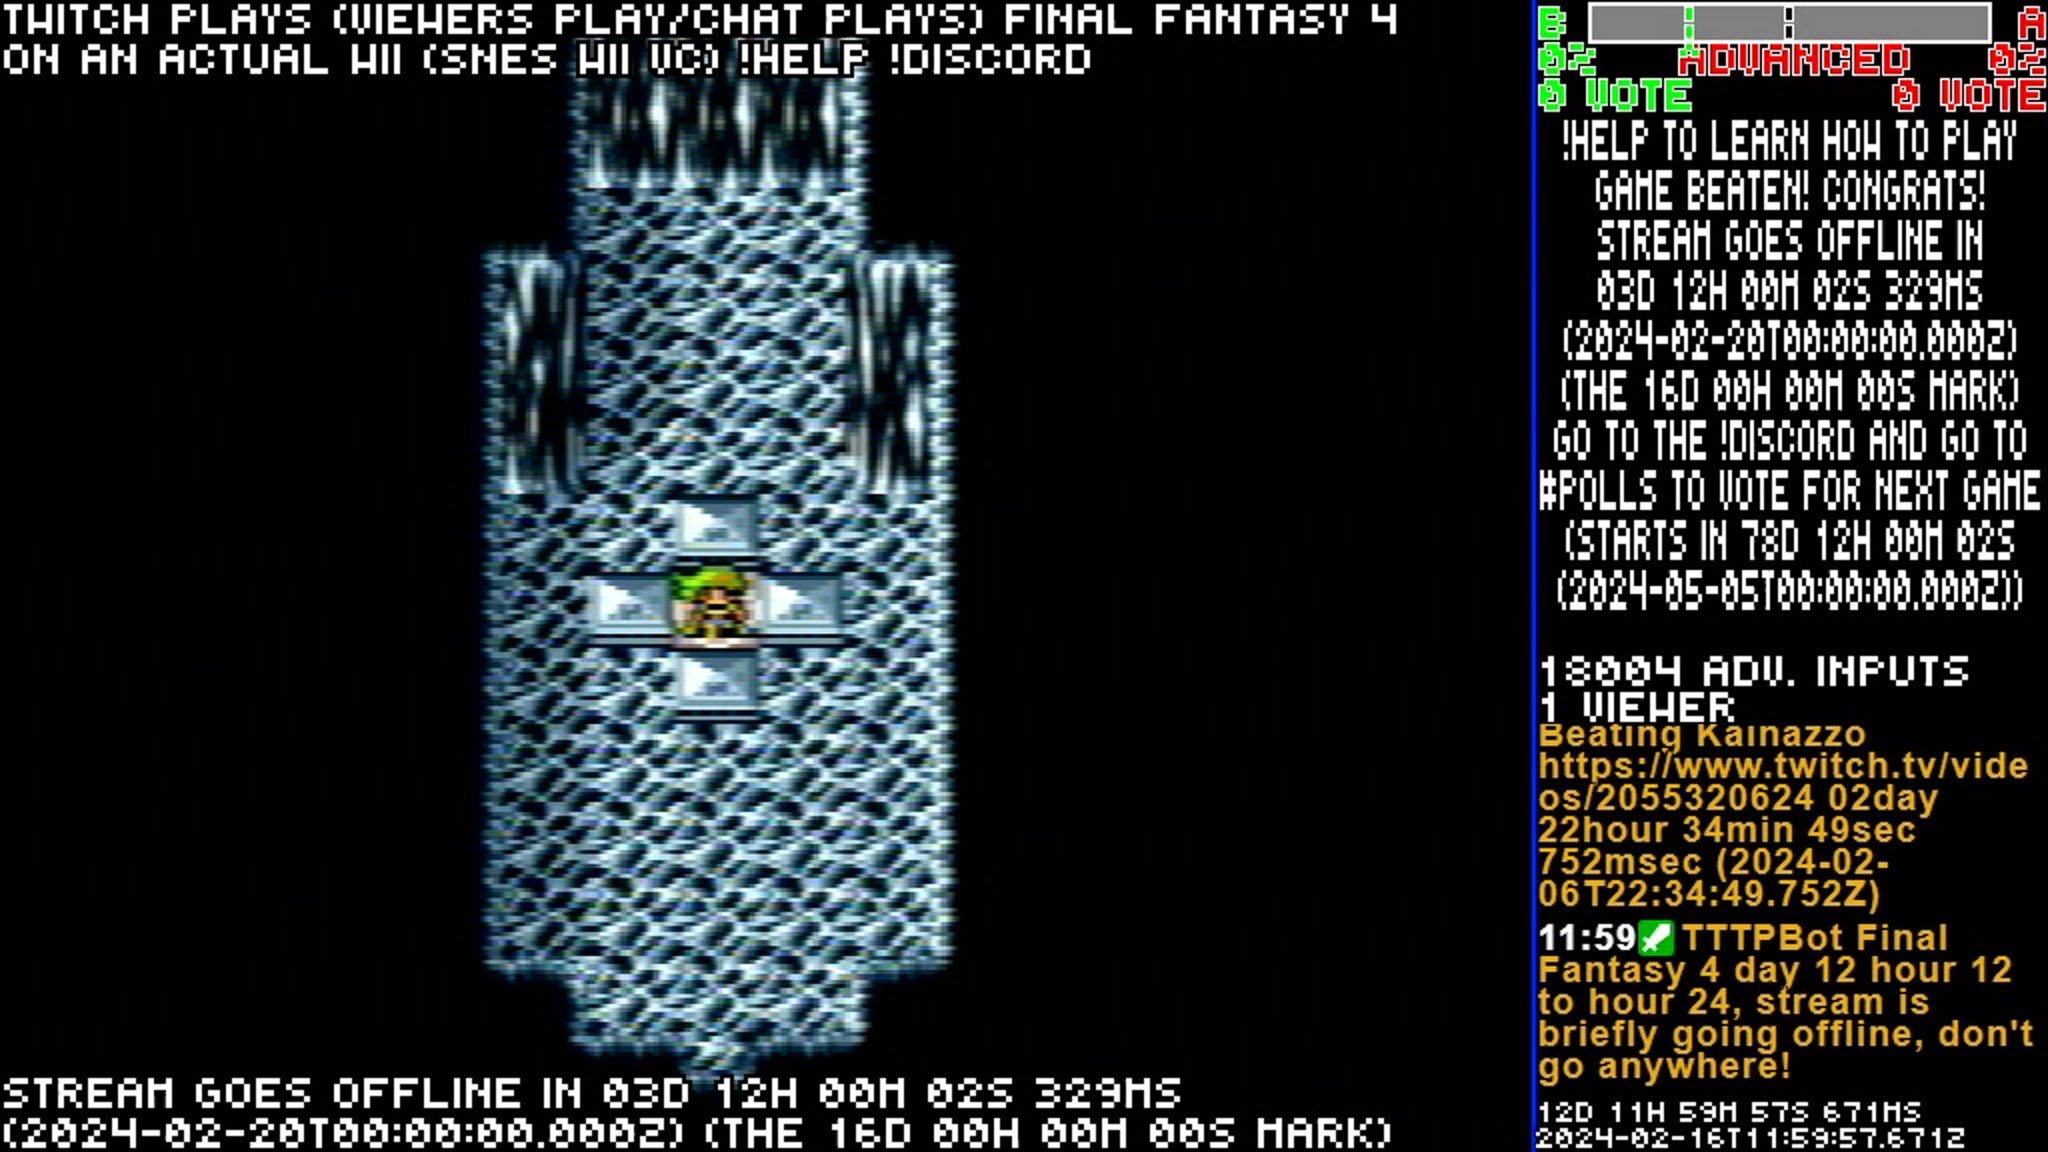 TWITCH PLAYS (VIEWERS PLAY/CHAT PLAYS) FINAL FANTASY 4
ON AN ACTUAL WII (SNES WII VC) !HELP !DISCORD
B A
0% ADVANCED 0%
0 VOTE 0 VOTE
!HELP TO LEARN HOW TO PLAY
GAME BEATEN! CONGRATS!
STREAM GOES OFFLINE IN
03D 12H 00M 02S 329MS
(2024-02-20T00:00:00.000Z)
(THE 16D 00H 00M 00S MARK)
GO TO THE !DISCORD AND GO TO
#POLLS TO VOTE FOR NEXT GAME
(STARTS IN 78D 12H 00M 02S
(2024-05-05T00:00:00.000Z))
18004 ADV. INPUTS
1 VIEWER
Beating Kainazzo
https://www.twitch.tv/vide
os/2055320624 02day
22hour 34min 49sec
752msec (2024-02-
06T22:34:49.752Z)
11:59 TTTPBot Final
Fantasy 4 day 12 hour 12
to hour 24, stream is
briefly going offline, don't
go anywhere!
12D 11H 59M 57S 671MS
2024-02-16T11:59:57.671Z
STREAM GOES OFFLINE IN 03D 12H 00M 02S 329MS
(2024-02-20T00:00:00.000Z) (THE 16D 00H 00M 00S MARK)